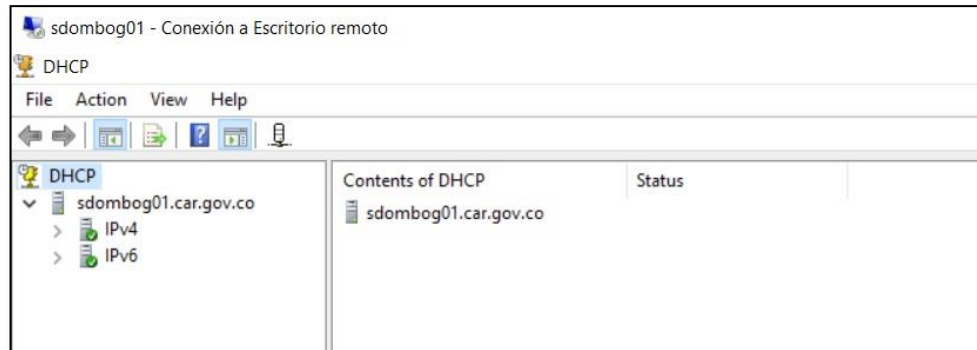 sdombog01 - Conexión a Escritorio remoto
DHCP
File Action View Help
DHCP
sdombog01.car.gov.co
IPv4
IPv6
Contents of DHCP Status
sdombog01.car.gov.co